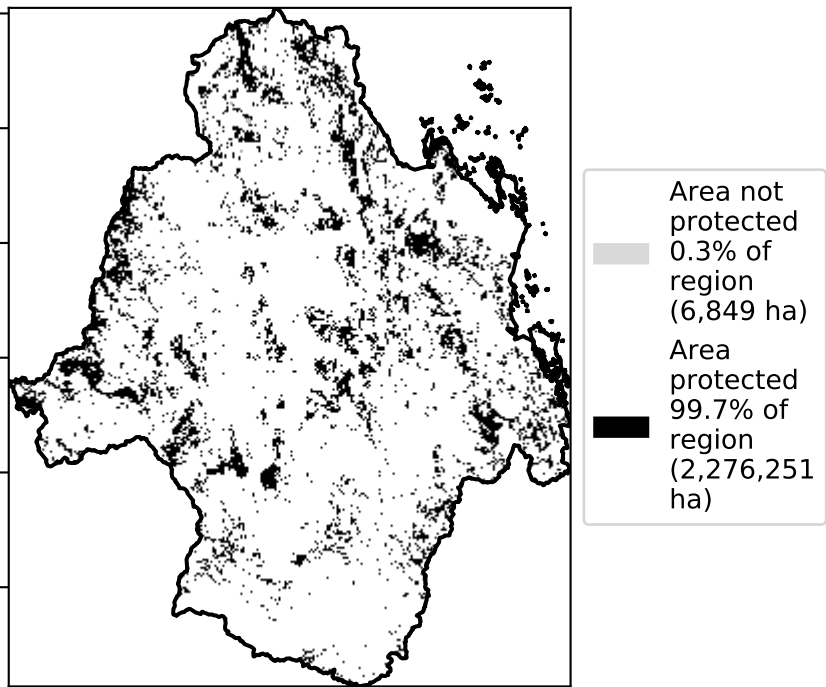 Area not
protected
0.3% of
region
(6,849 ha)
Area
protected
99.7% of
region
(2,276,251
ha)